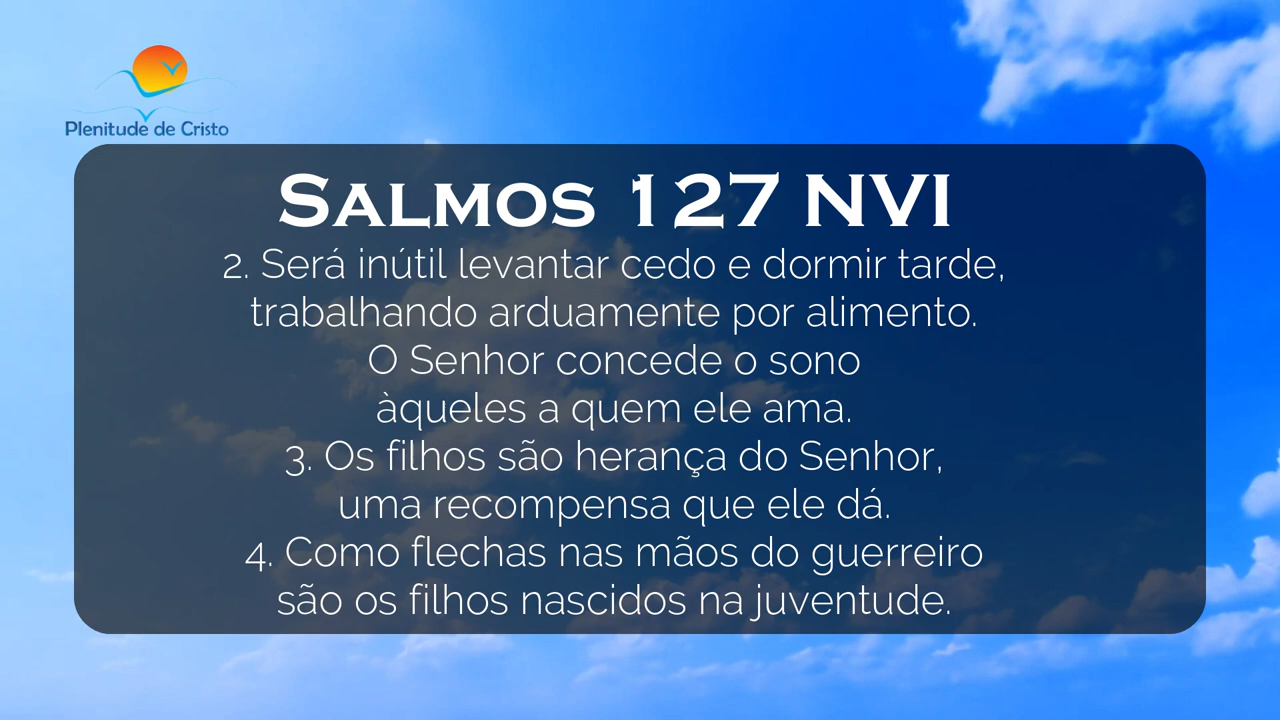 Plenitude de Cristo
Salmos 127 NVI
2. Será inútil levantar cedo e dormir tarde,
trabalhando arduamente por alimento.
O Senhor concede o sono
àqueles a quem ele ama.
3. Os filhos são herança do Senhor,
uma recompensa que ele dá.
4. Como flechas nas mãos do guerreiro
são os filhos nascidos na juventude.